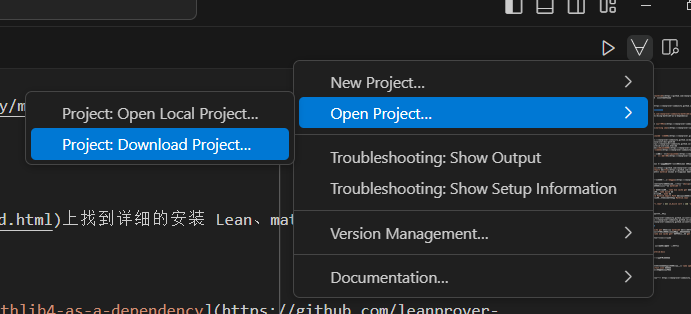 New Project...
Open Project...
Project: Open Local Project...
Project: Download Project...
Troubleshooting: Show Output
Troubleshooting: Show Setup Information
Version Management...
Documentation...
y/m
d.html)上找到详细的安装 Lean、mat
thlib4-as-a-dependency](https://github.com/leanprover-